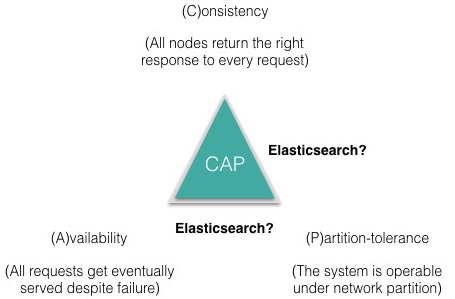 (C)onsistency
(All nodes return the right
response to every request)
Elasticsearch?
CAP
Elasticsearch?
(A)vailability
(P)artition-tolerance
(All requests get eventually
served despite failure)
(The system is operable
under network partition)